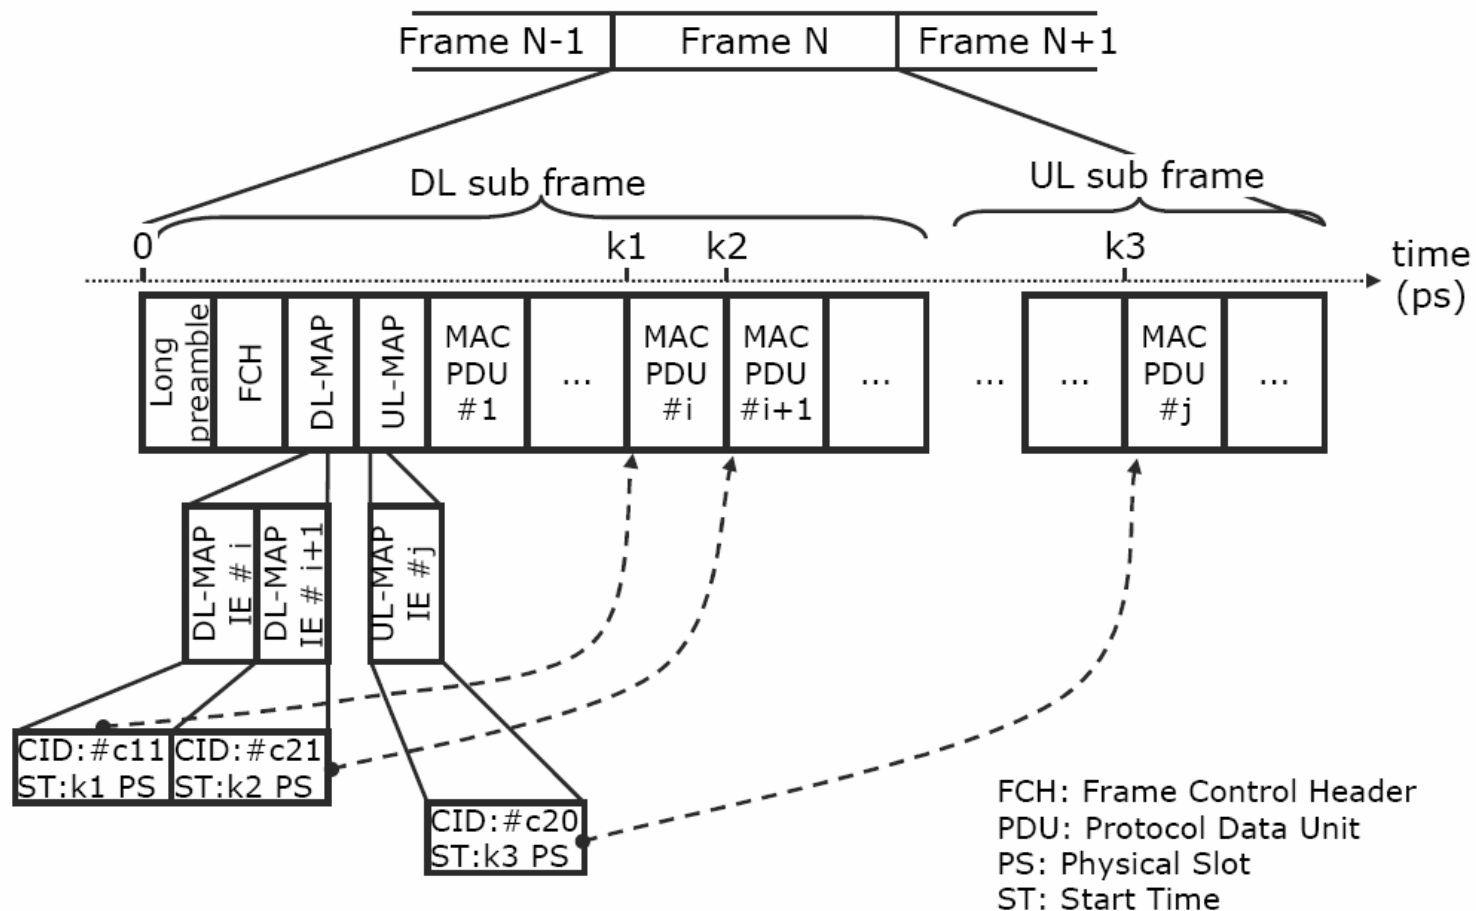 Frame N-1 Frame N Frame N+1
DL sub frame
UL sub frame
0 k1 k2 k3
time
(ps)
Long
preamble
FCH
DL-MAP
UL-MAP
MAC
PDU
#1
...
MAC
PDU
#i
MAC
PDU
#i+1
...
...
...
MAC
PDU
#j
...
DL-MAP
IE # i
DL-MAP
IE # i+1
UL-MAP
IE #j
CID:#c11
ST:k1 PS
CID:#c21
ST:k2 PS
CID:#c20
ST:k3 PS
FCH: Frame Control Header
PDU: Protocol Data Unit
PS: Physical Slot
ST: Start Time